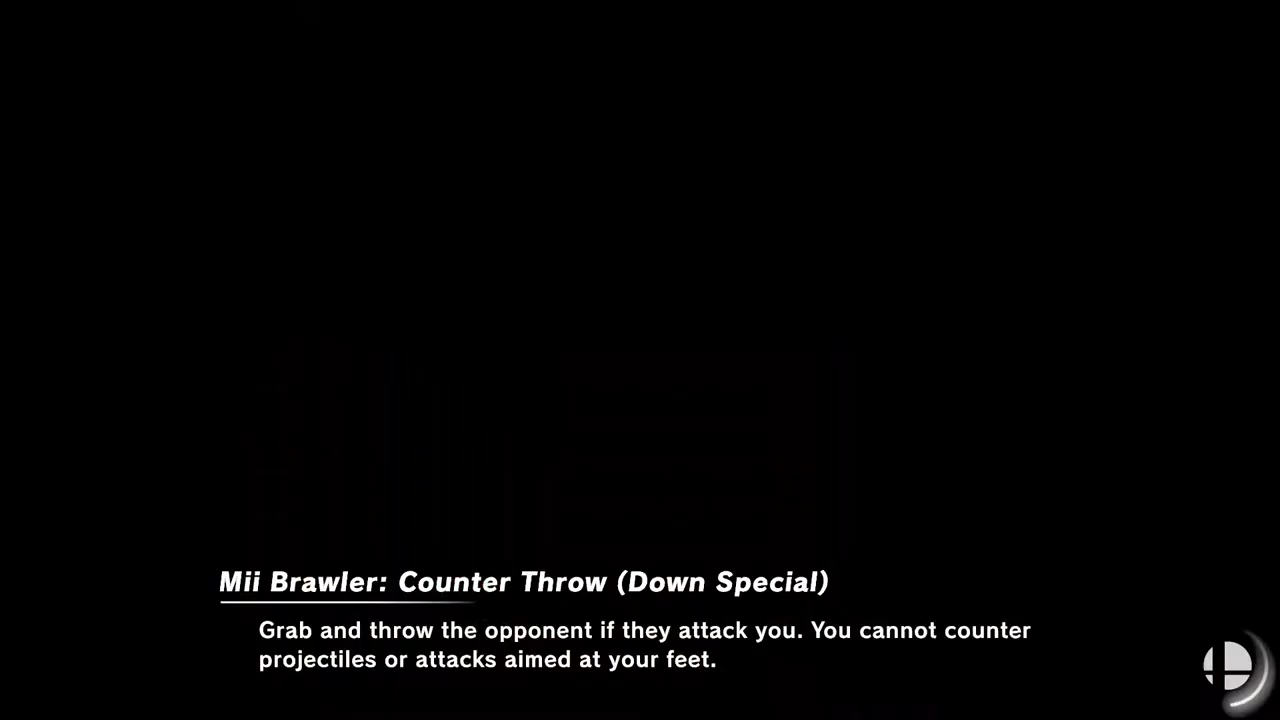 Mii Brawler: Counter Throw (Down Special)
Grab and throw the opponent if they attack you. You cannot counter
projectiles or attacks aimed at your feet.